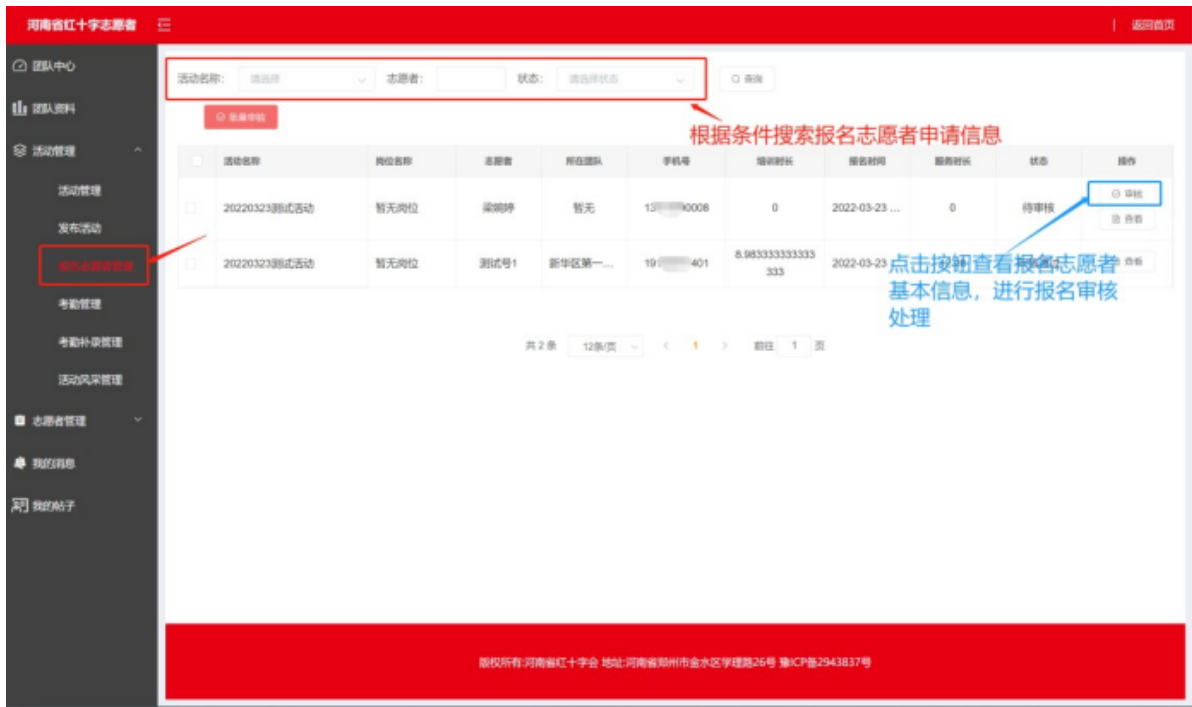 河南省红十字志愿者
返回首页
团队中心
团队资料
活动管理
活动管理
发布活动
报名志愿者管理
考勤管理
考勤补录管理
活动风采管理
志愿者管理
我的消息
我的帖子
活动名称: 请选择 志愿者: 状态: 请选择状态 查询
批量审核
根据条件搜索报名志愿者申请信息
活动名称 岗位名称 志愿者 所在团队 手机号 培训时长 报名时间 服务时长 状态 操作
20220323测试活动 暂无岗位 梁婉婷 暂无 13 0008 0 2022-03-23 ... 0 待审核 审核
查看
20220323测试活动 暂无岗位 测试号1 新华区第一... 191 401 8.983333333333333 2022-03-23 查看
点击按钮查看报名志愿者
基本信息，进行报名审核
处理
共 2 条 12条/页 1 前往 1 页
版权所有:河南省红十字会 地址:河南省郑州市金水区学理路26号 豫ICP备2943837号